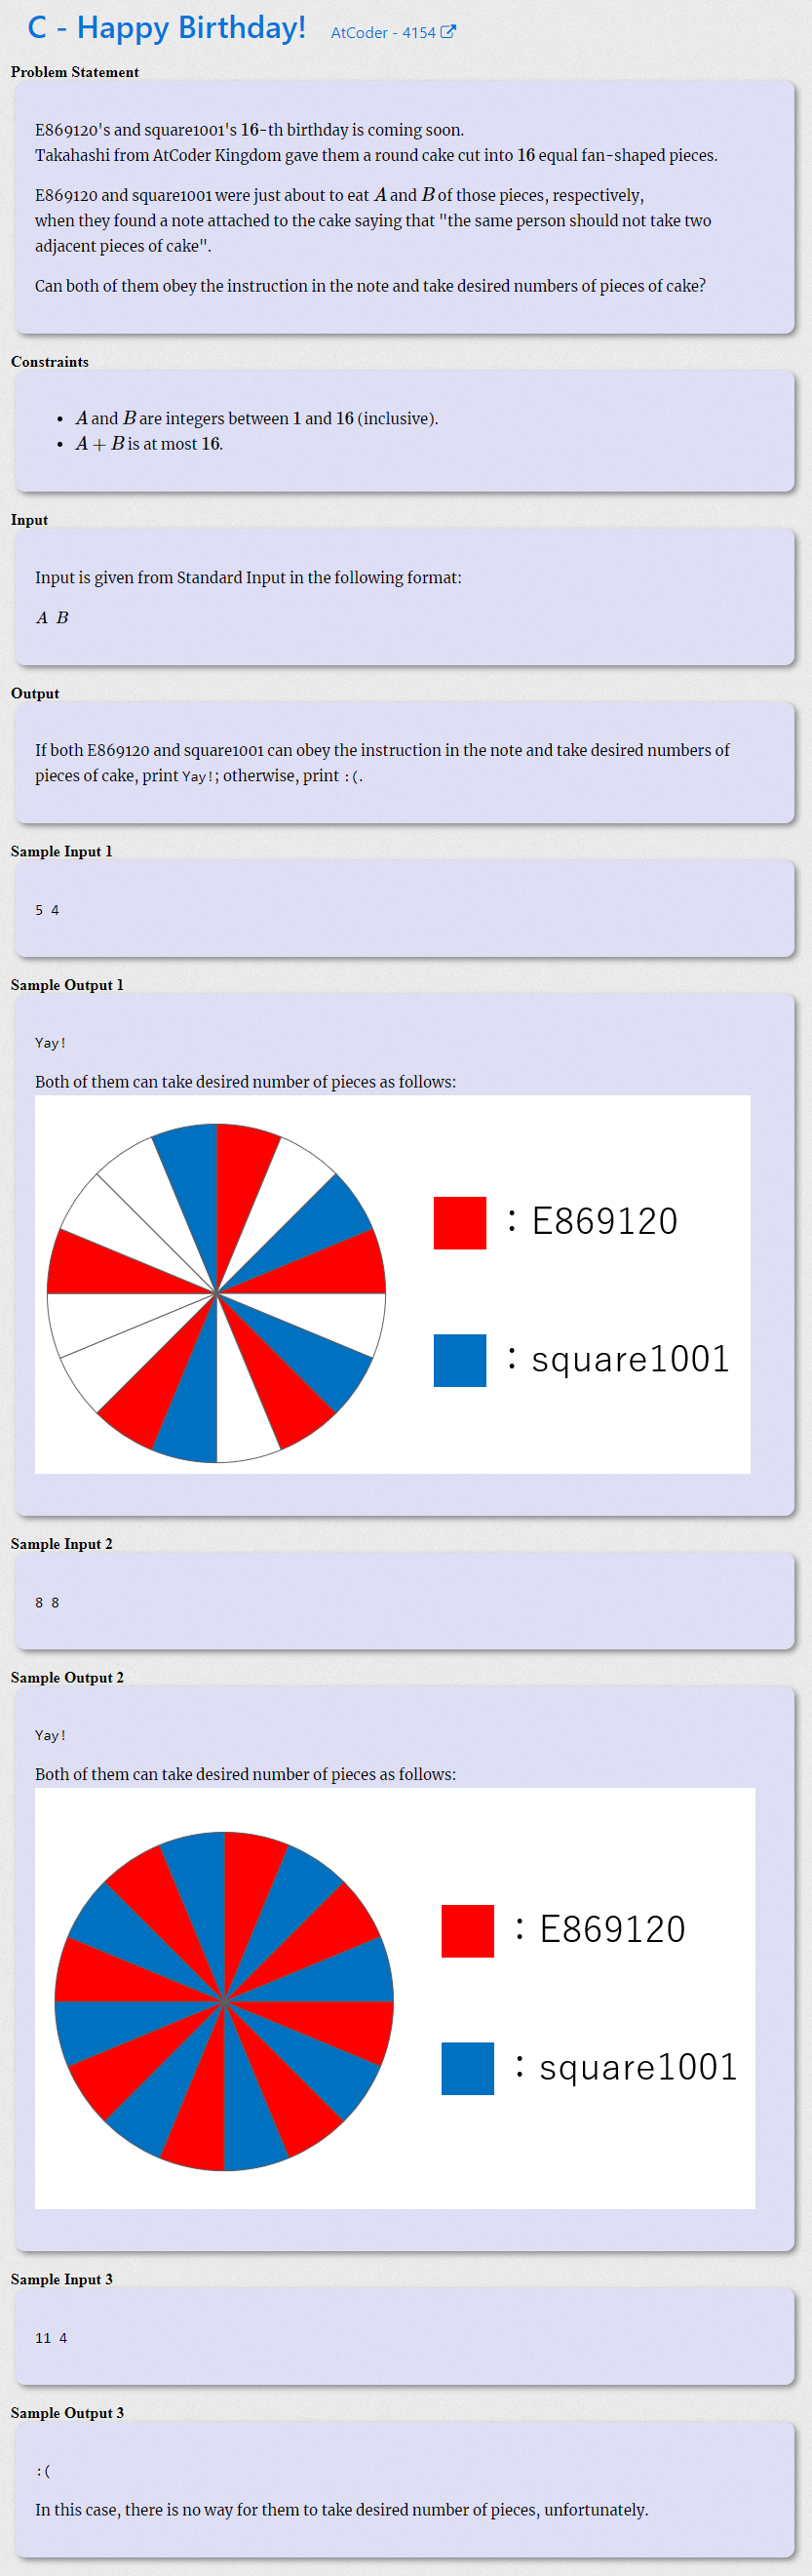 C - Happy Birthday! AtCoder - 4154
Problem Statement
E869120's and square1001's 16-th birthday is coming soon.
Takahashi from AtCoder Kingdom gave them a round cake cut into 16 equal fan-shaped pieces.
E869120 and square1001 were just about to eat A and B of those pieces, respectively,
when they found a note attached to the cake saying that "the same person should not take two
adjacent pieces of cake".
Can both of them obey the instruction in the note and take desired numbers of pieces of cake?
Constraints
• A and B are integers between 1 and 16 (inclusive).
• A + B is at most 16.
Input
Input is given from Standard Input in the following format:
A B
Output
If both E869120 and square1001 can obey the instruction in the note and take desired numbers of
pieces of cake, print Yay!; otherwise, print :(.
Sample Input 1
5 4
Sample Output 1
Yay!
Both of them can take desired number of pieces as follows:
: E869120
: square1001
Sample Input 2
8 8
Sample Output 2
Yay!
Both of them can take desired number of pieces as follows:
: E869120
: square1001
Sample Input 3
11 4
Sample Output 3
:(
In this case, there is no way for them to take desired number of pieces, unfortunately.